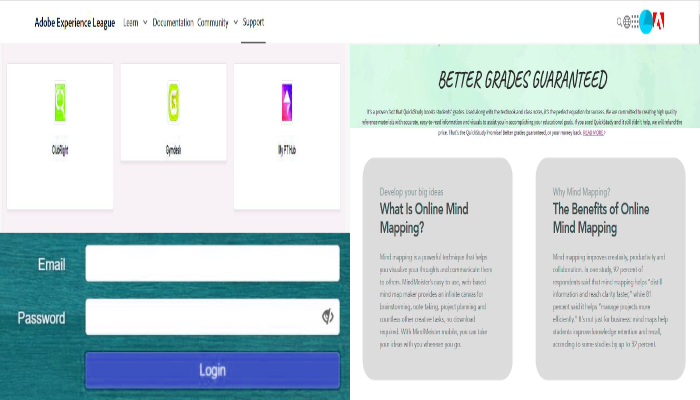 Adobe Experience League Learn Documentation Community Support
ClubRight Gymdesk My PT Hub
Email
Password
Login
BETTER GRADES GUARANTEED
It's a proven fact that QuickStudy boosts students' grades. Used along with the textbook and class notes, it's the perfect equation for success. We are committed to creating high quality
reference materials with accurate, easy-to-read information and visuals to assist you in accomplishing your educational goals. If you used QuickStudy and it still didn't help, we will refund the
price. That's the QuickStudy Promise! Better grades guaranteed, or your money back. READ MORE
Develop your big ideas
What Is Online Mind
Mapping?
Mind mapping is a powerful technique that helps
you visualize your thoughts and communicate them
to others. MindMeister's easy to use, web based
mind map maker provides an infinite canvas for
brainstorming, note taking, project planning and
countless other creative tasks, no download
required. With MindMeister mobile, you can take
your ideas with you wherever you go.
Why Mind Mapping?
The Benefits of Online
Mind Mapping
Mind mapping improves creativity, productivity and
collaboration. In one study, 92 percent of
respondents said that mind mapping helps "distill
information and reach clarity faster," while 81
percent said it helps "manage projects more
efficiently." It's not just for business: mind maps help
students improve knowledge retention and recall,
according to some studies by up to 32 percent.